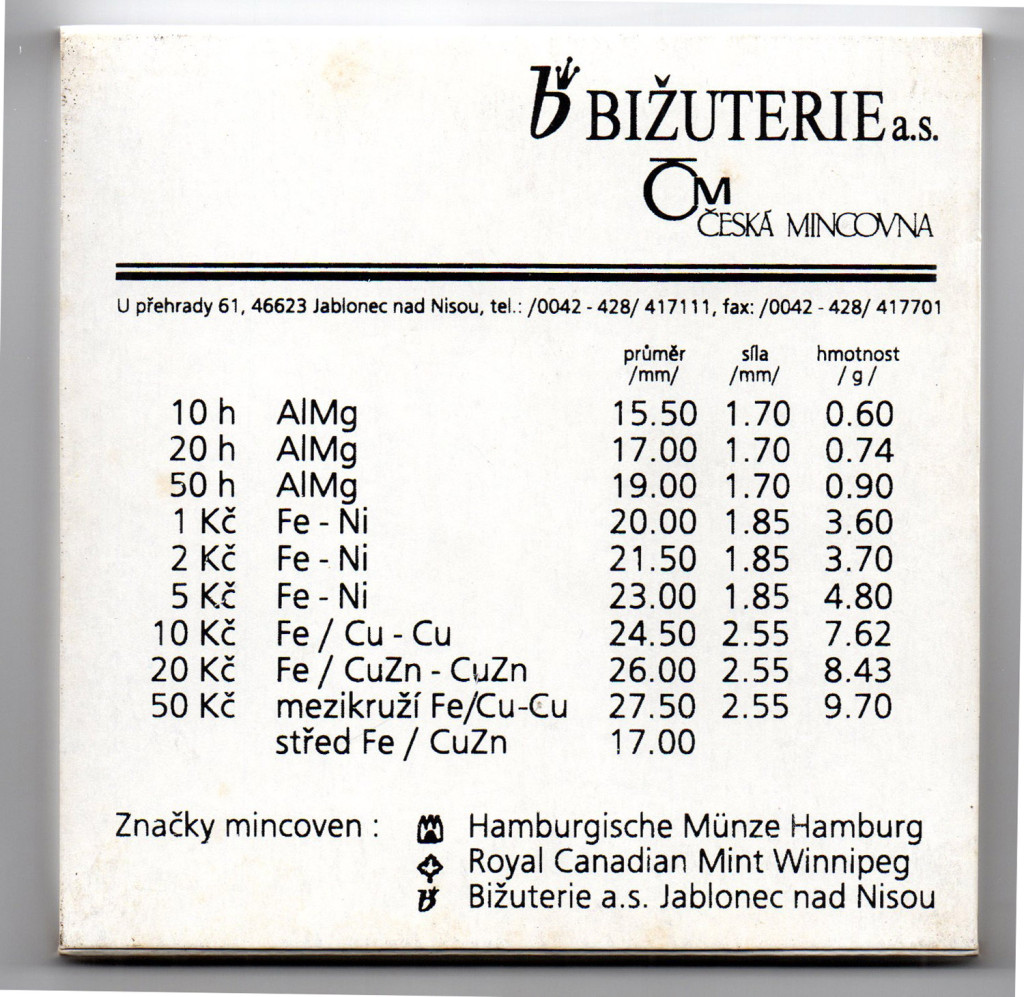 BIŽUTERIE a.s.
ČM
ČESKÁ MINCOVNA
U přehrady 61, 46623 Jablonec nad Nisou, tel.: /0042 - 428/ 417111, fax: /0042 - 428/ 417701
průměr síla hmotnost
/mm/ /mm/ / g /
10 h AlMg 15.50 1.70 0.60
20 h AlMg 17.00 1.70 0.74
50 h AlMg 19.00 1.70 0.90
1 Kč Fe - Ni 20.00 1.85 3.60
2 Kč Fe - Ni 21.50 1.85 3.70
5 Kč Fe - Ni 23.00 1.85 4.80
10 Kč Fe / Cu - Cu 24.50 2.55 7.62
20 Kč Fe / CuZn - CuZn 26.00 2.55 8.43
50 Kč mezikruží Fe/Cu-Cu 27.50 2.55 9.70
střed Fe / CuZn 17.00
Značky mincoven : Hamburgische Münze Hamburg
Royal Canadian Mint Winnipeg
Bižuterie a.s. Jablonec nad Nisou